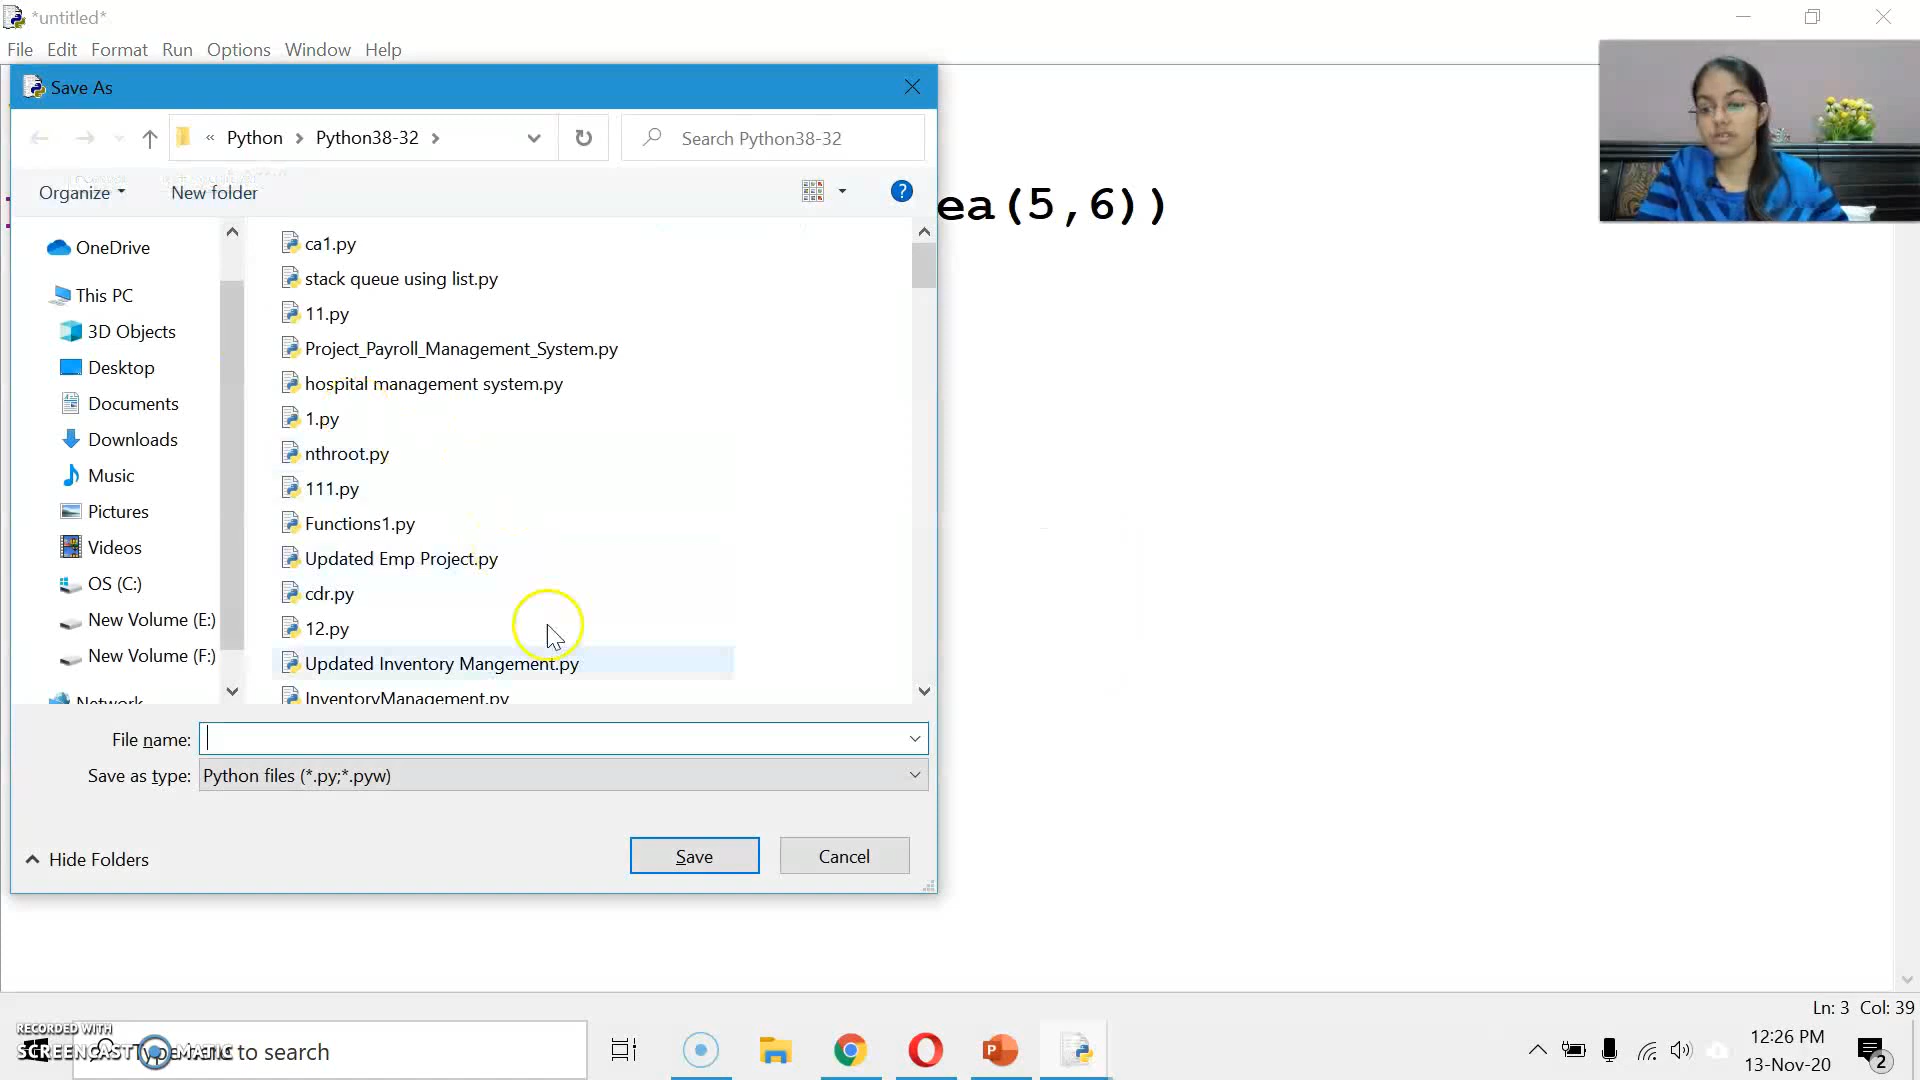 *untitled*
File Edit Format Run Options Window Help
Save As
« Python › Python38-32 ›
Search Python38-32
Organize
New folder
ea(5,6))
OneDrive
This PC
3D Objects
Desktop
Documents
Downloads
Music
Pictures
Videos
OS (C:)
New Volume (E:)
New Volume (F:)
Network
ca1.py
stack queue using list.py
11.py
Project_Payroll_Management_System.py
hospital management system.py
1.py
nthroot.py
111.py
Functions1.py
Updated Emp Project.py
cdr.py
12.py
Updated Inventory Mangement.py
InventoryManagement.py
File name:
Save as type: Python files (*.py;*.pyw)
Hide Folders
Save
Cancel
Ln: 3 Col: 39
RECORDED WITH
SCREENCAST MATIC
to search
12:26 PM
13-Nov-20
2